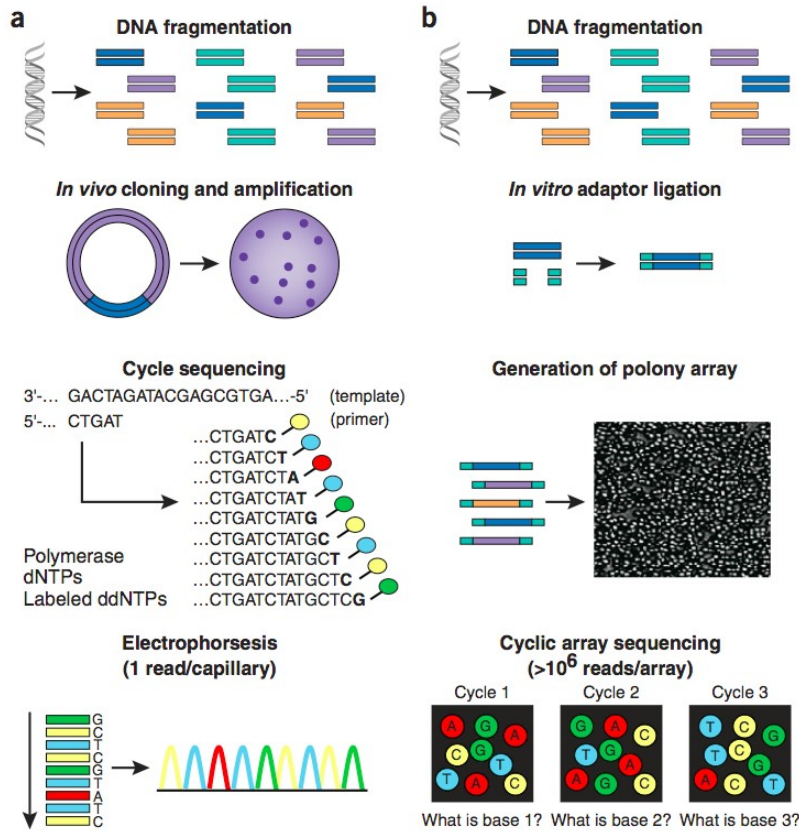 a
DNA fragmentation
In vivo cloning and amplification
Cycle sequencing
3'-... GACTAGATACGAGCGTGA...-5' (template)
5'-... CTGAT (primer)
...CTGATC
...CTGATCT
...CTGATCTA
...CTGATCTAT
...CTGATCTATG
...CTGATCTATGC
...CTGATCTATGCT
...CTGATCTATGCTC
...CTGATCTATGCTCG
Polymerase
dNTPs
Labeled ddNTPs
Electrophorsesis
(1 read/capillary)
G
C
T
C
G
T
A
T
C
b
DNA fragmentation
In vitro adaptor ligation
Generation of polony array
Cyclic array sequencing
(>10⁶ reads/array)
Cycle 1 Cycle 2 Cycle 3
A G A
C G T
T A C
G A C
T G A
A G C
T C G
T C G
A C T
What is base 1? What is base 2? What is base 3?